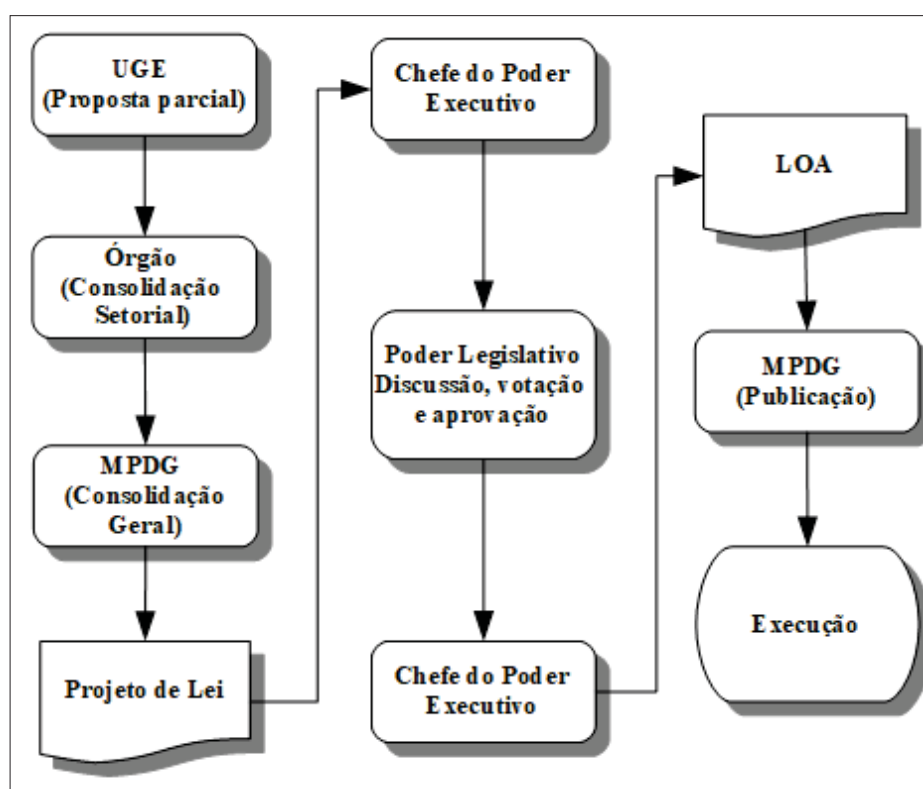 UGE
(Proposta parcial)
Órgão
(Consolidação
Setorial)
MPDG
(Consolidação
Geral)
Projeto de Lei
Chefe do Poder
Executivo
Poder Legislativo
Discussão, votação
e aprovação
Chefe do Poder
Executivo
LOA
MPDG
(Publicação)
Execução